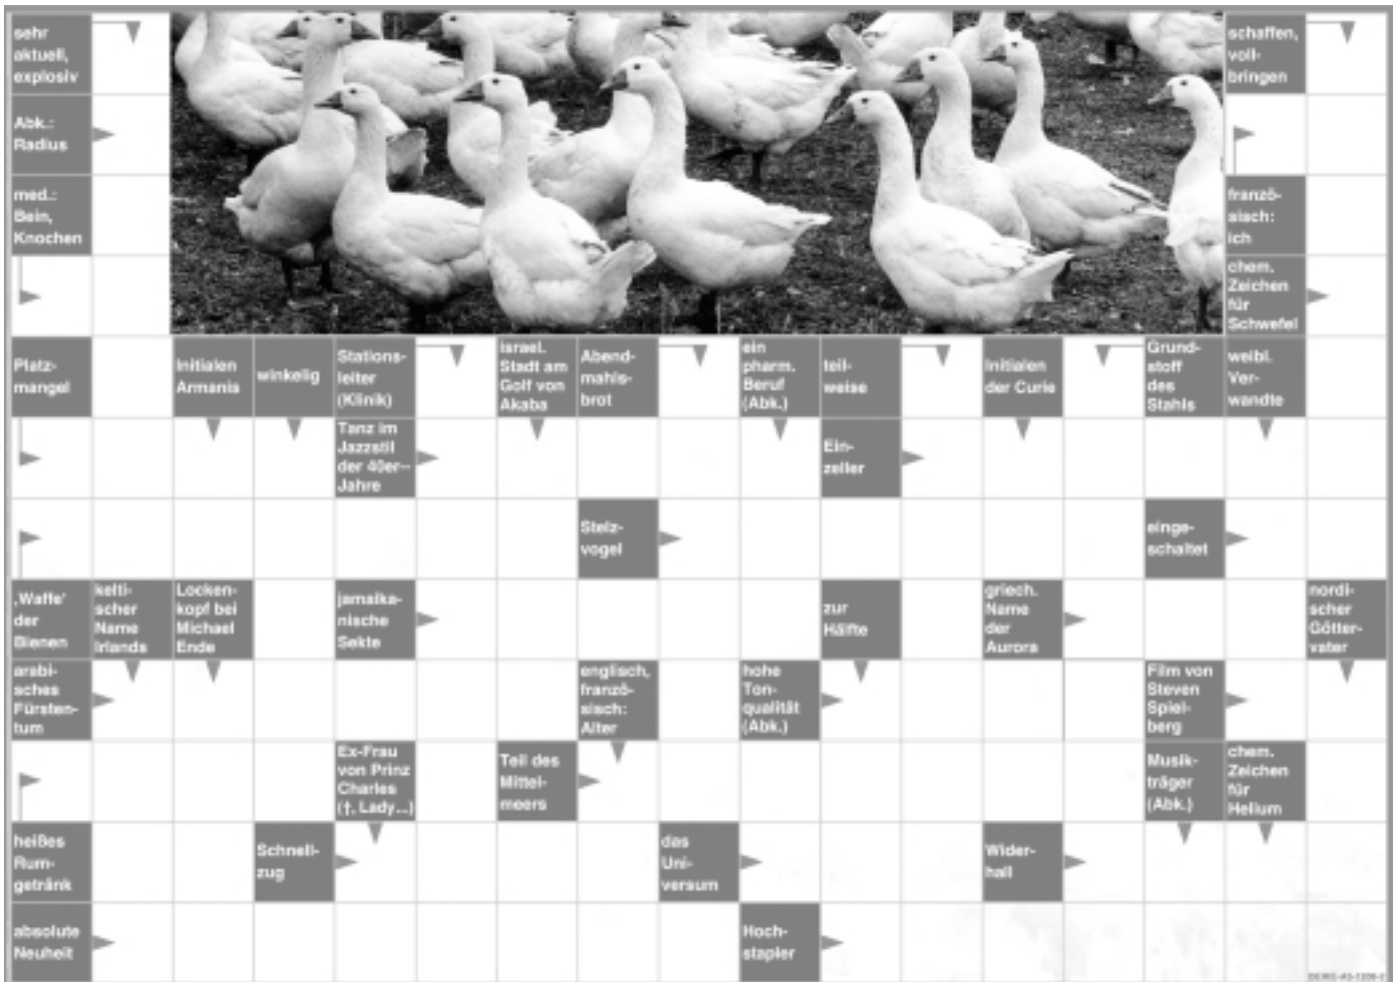 sehr
aktuell,
explosiv
schaffen,
voll-
bringen
Abk.:
Radius
med.:
Bein,
Knochen
franzö-
sisch:
ich
chem.
Zeichen
für
Schwefel
Platz-
mangel
Initialen
Armania
winkelig
Stations-
leiter
(Klinik)
israel.
Stadt am
Golf von
Akaba
Abend-
mahls-
brot
ein
pharm.
Beruf
(Abk.)
teil-
weise
Initialen
der Curie
Grund-
stoff
des
Stahls
weibl.
Ver-
wandte
Tanz im
Jazzstil
der 40er--
Jahre
Ein-
zeller
Stelz-
vogel
einge-
schaltet
‚Waffe'
der
Bienen
kelti-
scher
Name
Irlands
Locken-
kopf bei
Michael
Ende
jamaika-
nische
Sekte
zur
Hälfte
griech.
Name
der
Aurora
nordi-
scher
Götter-
vater
arabi-
sches
Fürsten-
tum
englisch,
franzö-
sisch:
Alter
hohe
Ton-
qualität
(Abk.)
Film von
Steven
Spiel-
berg
Ex-Frau
von Prinz
Charles
(†, Lady...)
Teil des
Mittel-
meers
Musik-
träger
(Abk.)
chem.
Zeichen
für
Helium
heißes
Rum-
getränk
Schnell-
zug
das
Uni-
versum
Wider-
hall
absolute
Neuheit
Hoch-
stapler